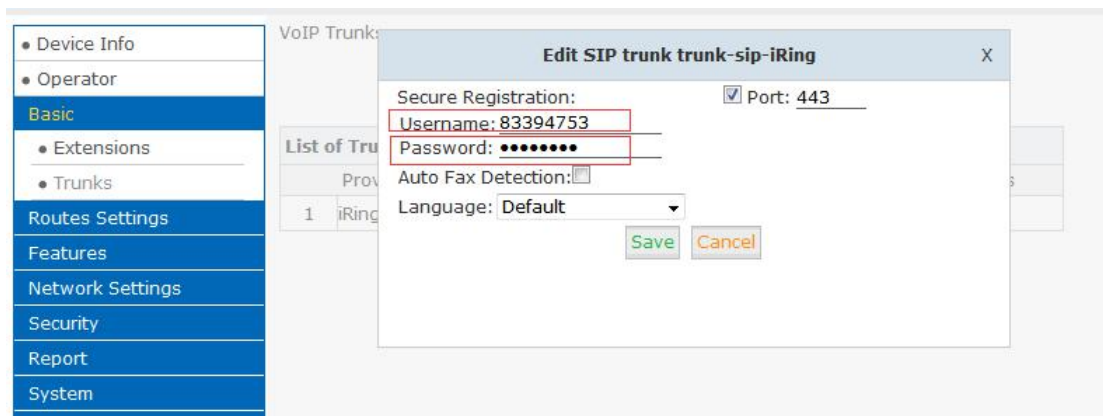 Device Info
Operator
Basic
Extensions
Trunks
Routes Settings
Features
Network Settings
Security
Report
System
VoIP Trunks
List of Tru
Prov
s
1 iRing
Edit SIP trunk trunk-sip-iRing X
Secure Registration: Port: 443
Username: 83394753
Password: ••••••••
Auto Fax Detection:
Language: Default
Save Cancel